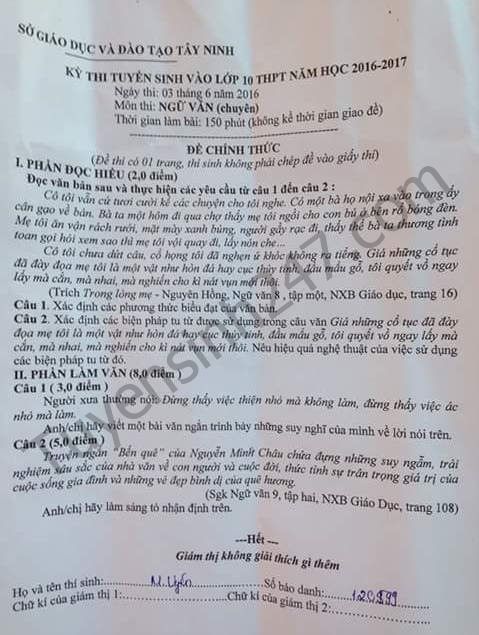 SỞ GIÁO DỤC VÀ ĐÀO TẠO TÂY NINH
KỲ THI TUYỂN SINH VÀO LỚP 10 THPT NĂM HỌC 2016-2017
Ngày thi: 03 tháng 6 năm 2016
Môn thi: NGỮ VĂN (chuyên)
Thời gian làm bài: 150 phút (không kể thời gian giao đề)
ĐỀ CHÍNH THỨC
(Đề thi có 01 trang, thí sinh không phải chép đề vào giấy thi)
I. PHẦN ĐỌC HIỂU (2,0 điểm)
Đọc văn bản sau và thực hiện các yêu cầu từ câu 1 đến câu 2 :
Cô tôi vẫn cứ tươi cười kể các chuyện cho tôi nghe. Có một bà họ nội xa vào trong ấy
cân gạo về bán. Bà ta một hôm đi qua chợ thấy mẹ tôi ngồi cho con bú ở bên rổ bóng đèn.
Mẹ tôi ăn vận rách rưới, mặt mày xanh bủng, người gầy rạc đi, thấy thế bà ta thương tình
toan gọi hỏi xem sao thì mẹ tôi vội quay đi, lấy nón che...
Cô tôi chưa dứt câu, cổ họng tôi đã nghẹn ứ khóc không ra tiếng. Giá những cổ tục
đã đày đọa mẹ tôi là một vật như hòn đá hay cục thủy tinh, đầu mẩu gỗ, tôi quyết vồ ngay
lấy mà cắn, mà nhai, mà nghiến cho kì nát vụn mới thôi.
(Trích Trong lòng mẹ - Nguyên Hồng, Ngữ văn 8 , tập một, NXB Giáo dục, trang 16)
Câu 1. Xác định các phương thức biểu đạt của văn bản.
Câu 2. Xác định các biện pháp tu từ được sử dụng trong câu văn Giá những cổ tục đã đày
đọa mẹ tôi là một vật như hòn đá hay cục thủy tinh, đầu mẩu gỗ, tôi quyết vồ ngay lấy mà
cắn, mà nhai, mà nghiến cho kì nát vụn mới thôi. Nêu hiệu quả nghệ thuật của việc sử dụng
các biện pháp tu từ đó.
II. PHẦN LÀM VĂN (8,0 điểm)
Câu 1 ( 3,0 điểm )
Người xưa thường nói: Đừng thấy việc thiện nhỏ mà không làm, đừng thấy việc ác
nhỏ mà làm.
Anh/chị hãy viết một bài văn ngắn trình bày những suy nghĩ của mình về lời nói trên.
Câu 2 (5,0 điểm )
Truyện ngắn "Bến quê" của Nguyễn Minh Châu chứa đựng những suy ngẫm, trải
nghiệm sâu sắc của nhà văn về con người và cuộc đời, thức tỉnh sự trân trọng giá trị của
cuộc sống gia đình và những vẻ đẹp bình dị của quê hương.
(Sgk Ngữ văn 9, tập hai, NXB Giáo Dục, trang 108)
Anh/chị hãy làm sáng tỏ nhận định trên.
---Hết---
Giám thị không giải thích gì thêm
Họ và tên thí sinh: Số báo danh:
Chữ kí của giám thị 1: Chữ kí của giám thị 2:
Tuyensinh247.com